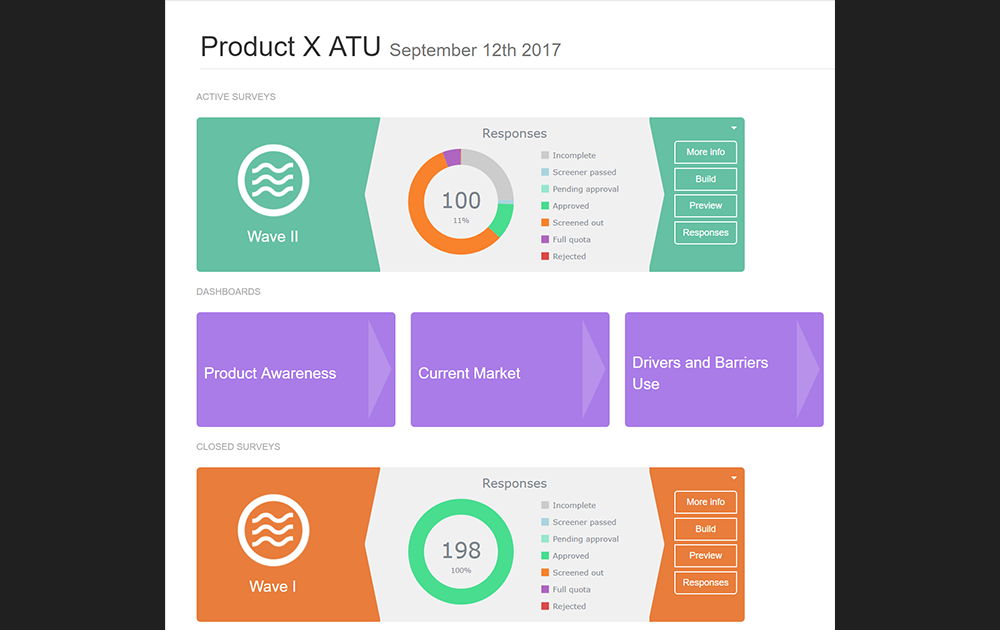 Product X ATU September 12th 2017
ACTIVE SURVEYS
Wave II
Responses
100
11%
Incomplete
Screener passed
Pending approval
Approved
Screened out
Full quota
Rejected
More info
Build
Preview
Responses
DASHBOARDS
Product Awareness
Current Market
Drivers and Barriers
Use
CLOSED SURVEYS
Wave I
Responses
198
100%
Incomplete
Screener passed
Pending approval
Approved
Screened out
Full quota
Rejected
More info
Build
Preview
Responses